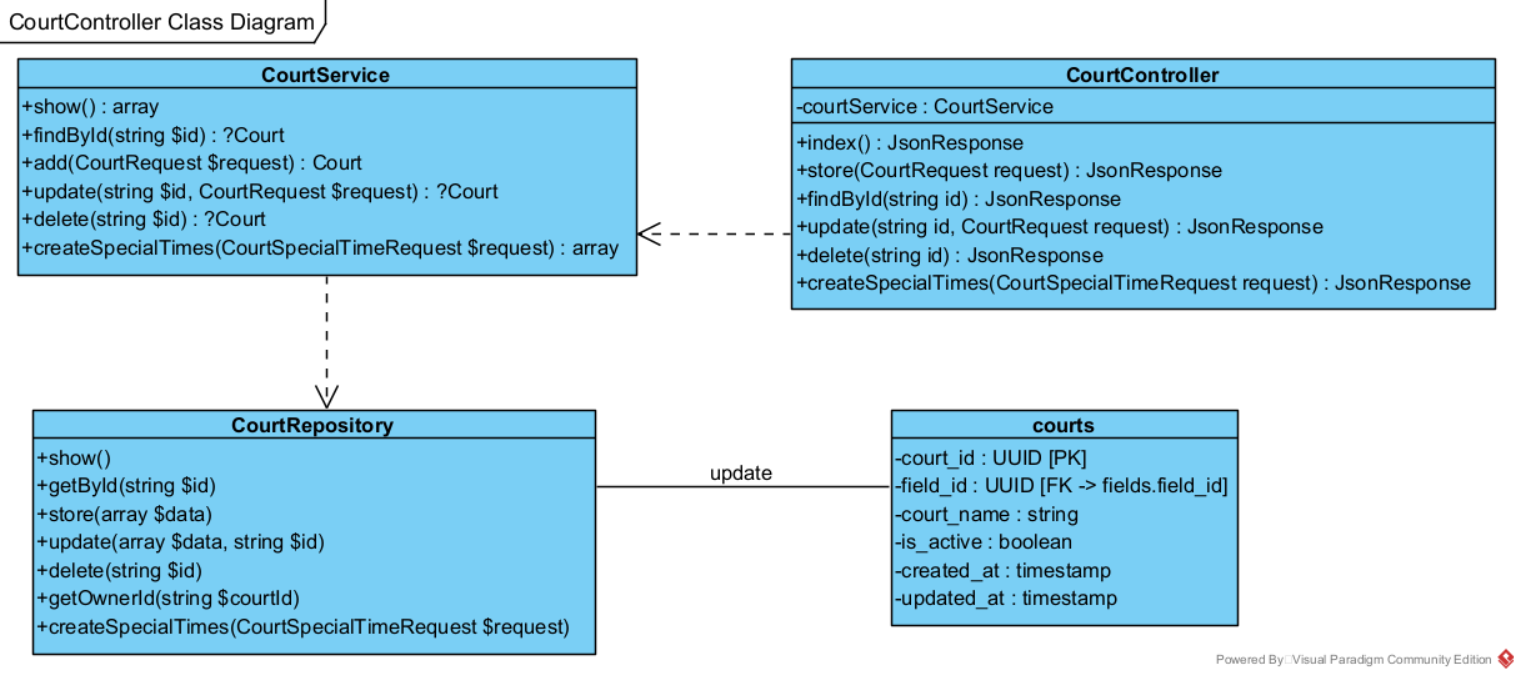 CourtController Class Diagram
CourtService
+show() : array
+findById(string $id) : ?Court
+add(CourtRequest $request) : Court
+update(string $id, CourtRequest $request) : ?Court
+delete(string $id) : ?Court
+createSpecialTimes(CourtSpecialTimeRequest $request) : array
CourtController
-courtService : CourtService
+index() : JsonResponse
+store(CourtRequest request) : JsonResponse
+findById(string id) : JsonResponse
+update(string id, CourtRequest request) : JsonResponse
+delete(string id) : JsonResponse
+createSpecialTimes(CourtSpecialTimeRequest request) : JsonResponse
CourtRepository
+show()
+getById(string $id)
+store(array $data)
+update(array $data, string $id)
+delete(string $id)
+getOwnerId(string $courtId)
+createSpecialTimes(CourtSpecialTimeRequest $request)
update
courts
-court_id : UUID [PK]
-field_id : UUID [FK -> fields.field_id]
-court_name : string
-is_active : boolean
-created_at : timestamp
-updated_at : timestamp
Powered By Visual Paradigm Community Edition